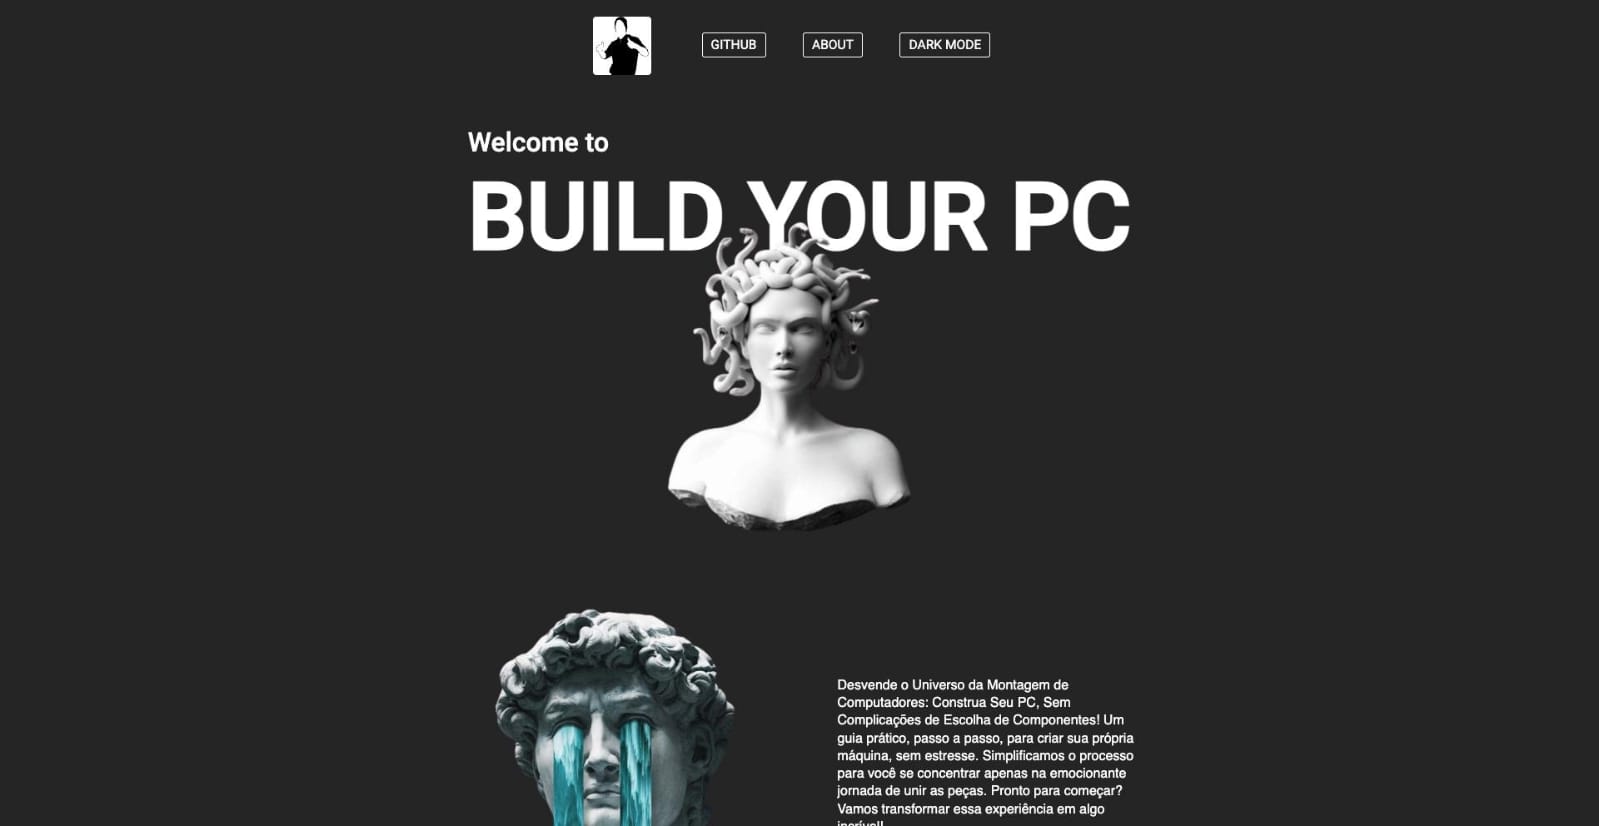 GITHUB
ABOUT
DARK MODE
Welcome to
BUILD YOUR PC
Desvende o Universo da Montagem de
Computadores: Construa Seu PC, Sem
Complicações de Escolha de Componentes! Um
guia prático, passo a passo, para criar sua própria
máquina, sem estresse. Simplificamos o processo
para você se concentrar apenas na emocionante
jornada de unir as peças. Pronto para começar?
Vamos transformar essa experiência em algo